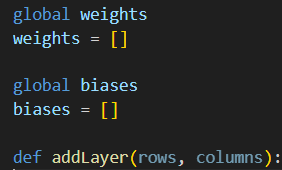 global weights
weights = []
global biases
biases = []
def addLayer(rows, columns):